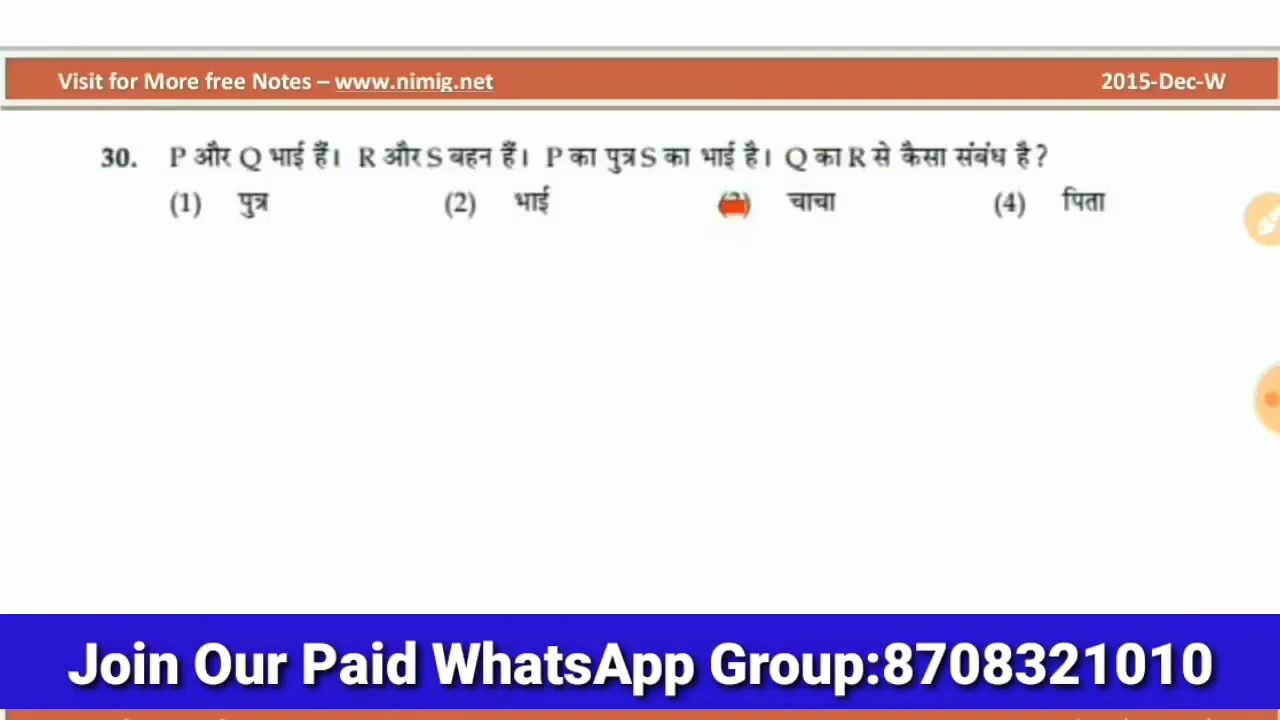 Visit for More free Notes – www.nimig.net 2015-Dec-W
30. P और Q भाई हैं। R और S बहन हैं। P का पुत्र S का भाई है। Q का R से कैसा संबंध है?
(1) पुत्र (2) भाई चाचा (4) पिता
Join Our Paid WhatsApp Group:8708321010